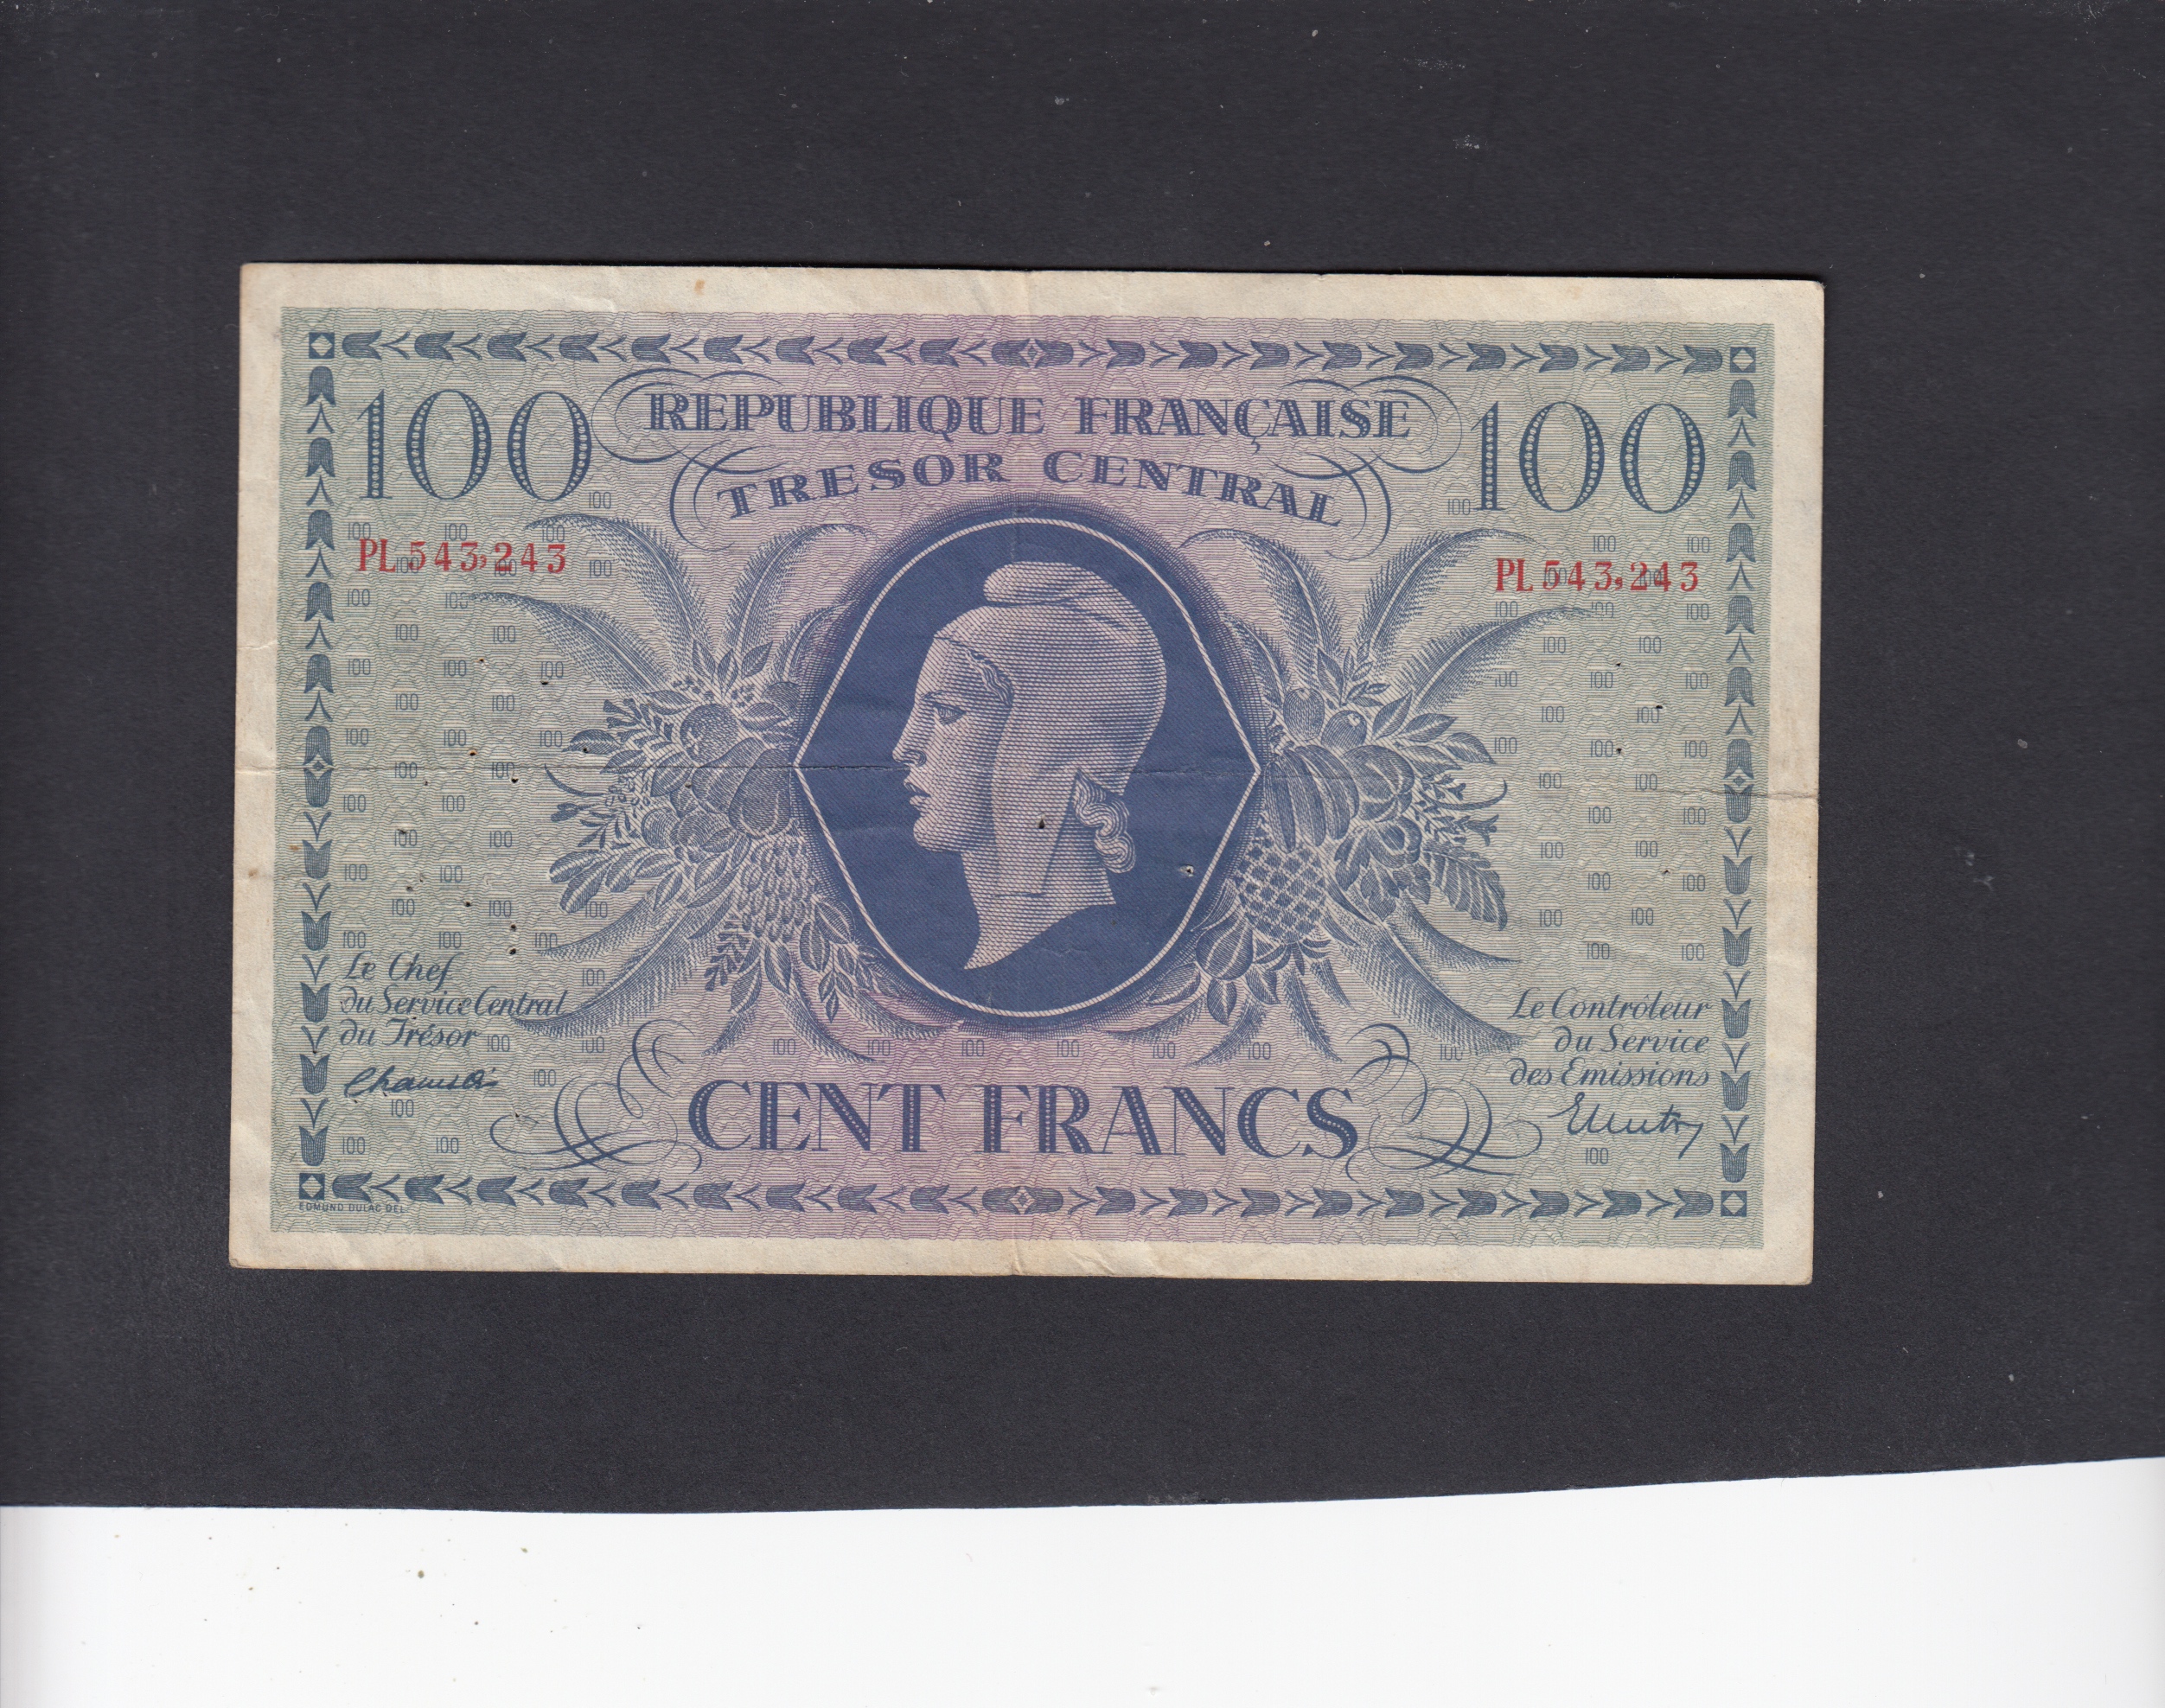 100 REPUBLIQUE FRANÇAISE 100
TRESOR CENTRAL
PL 543,243 PL 543,243
Le Chef
du Service Central
du Trésor
Le Contrôleur
du Service
des Emissions
CENT FRANCS
EDMUND DULAC DEL.